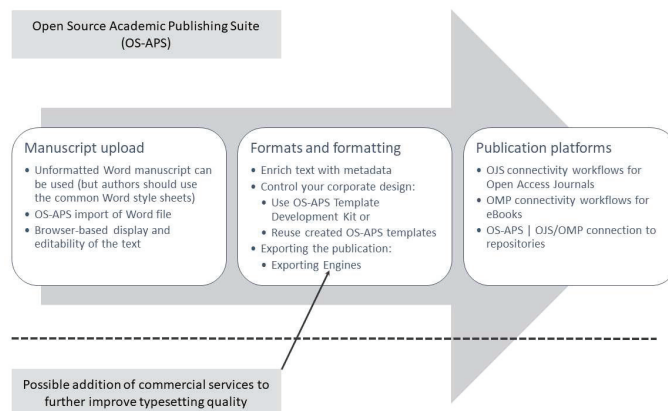 Open Source Academic Publishing Suite
(OS-APS)
Manuscript upload
• Unformatted Word manuscript can
be used (but authors should use
the common Word style sheets)
• OS-APS import of Word file
• Browser-based display and
editability of the text
Formats and formatting
• Enrich text with metadata
• Control your corporate design:
• Use OS-APS Template
Development Kit or
• Reuse created OS-APS templates
• Exporting the publication:
• Exporting Engines
Publication platforms
• OJS connectivity workflows for
Open Access Journals
• OMP connectivity workflows for
eBooks
• OS-APS | OJS/OMP connection to
repositories
Possible addition of commercial services to
further improve typesetting quality